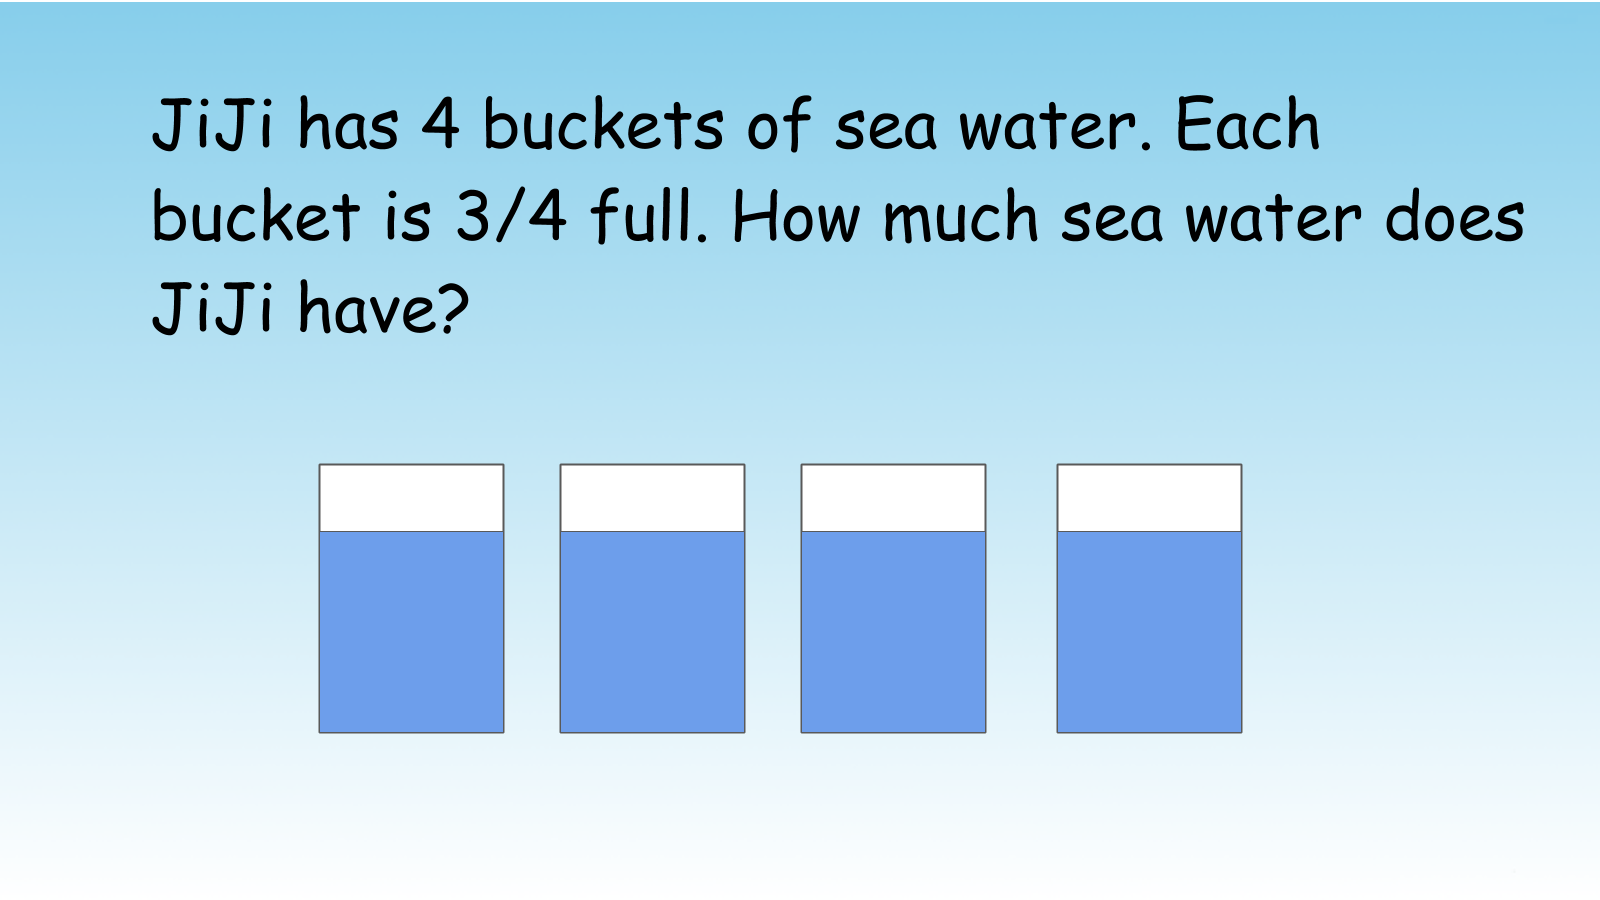 JiJi has 4 buckets of sea water. Each
bucket is 3/4 full. How much sea water does
JiJi have?